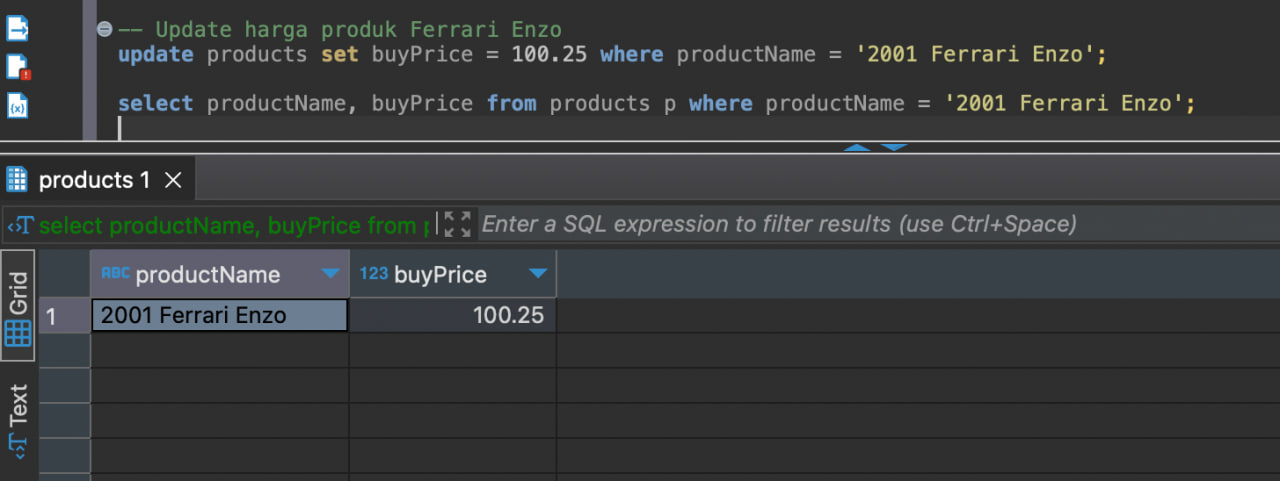 -- Update harga produk Ferrari Enzo
update products set buyPrice = 100.25 where productName = '2001 Ferrari Enzo';
select productName, buyPrice from products p where productName = '2001 Ferrari Enzo';
products 1
select productName, buyPrice from
Enter a SQL expression to filter results (use Ctrl+Space)
Grid
ABC productName
123 buyPrice
1
2001 Ferrari Enzo
100.25
Text